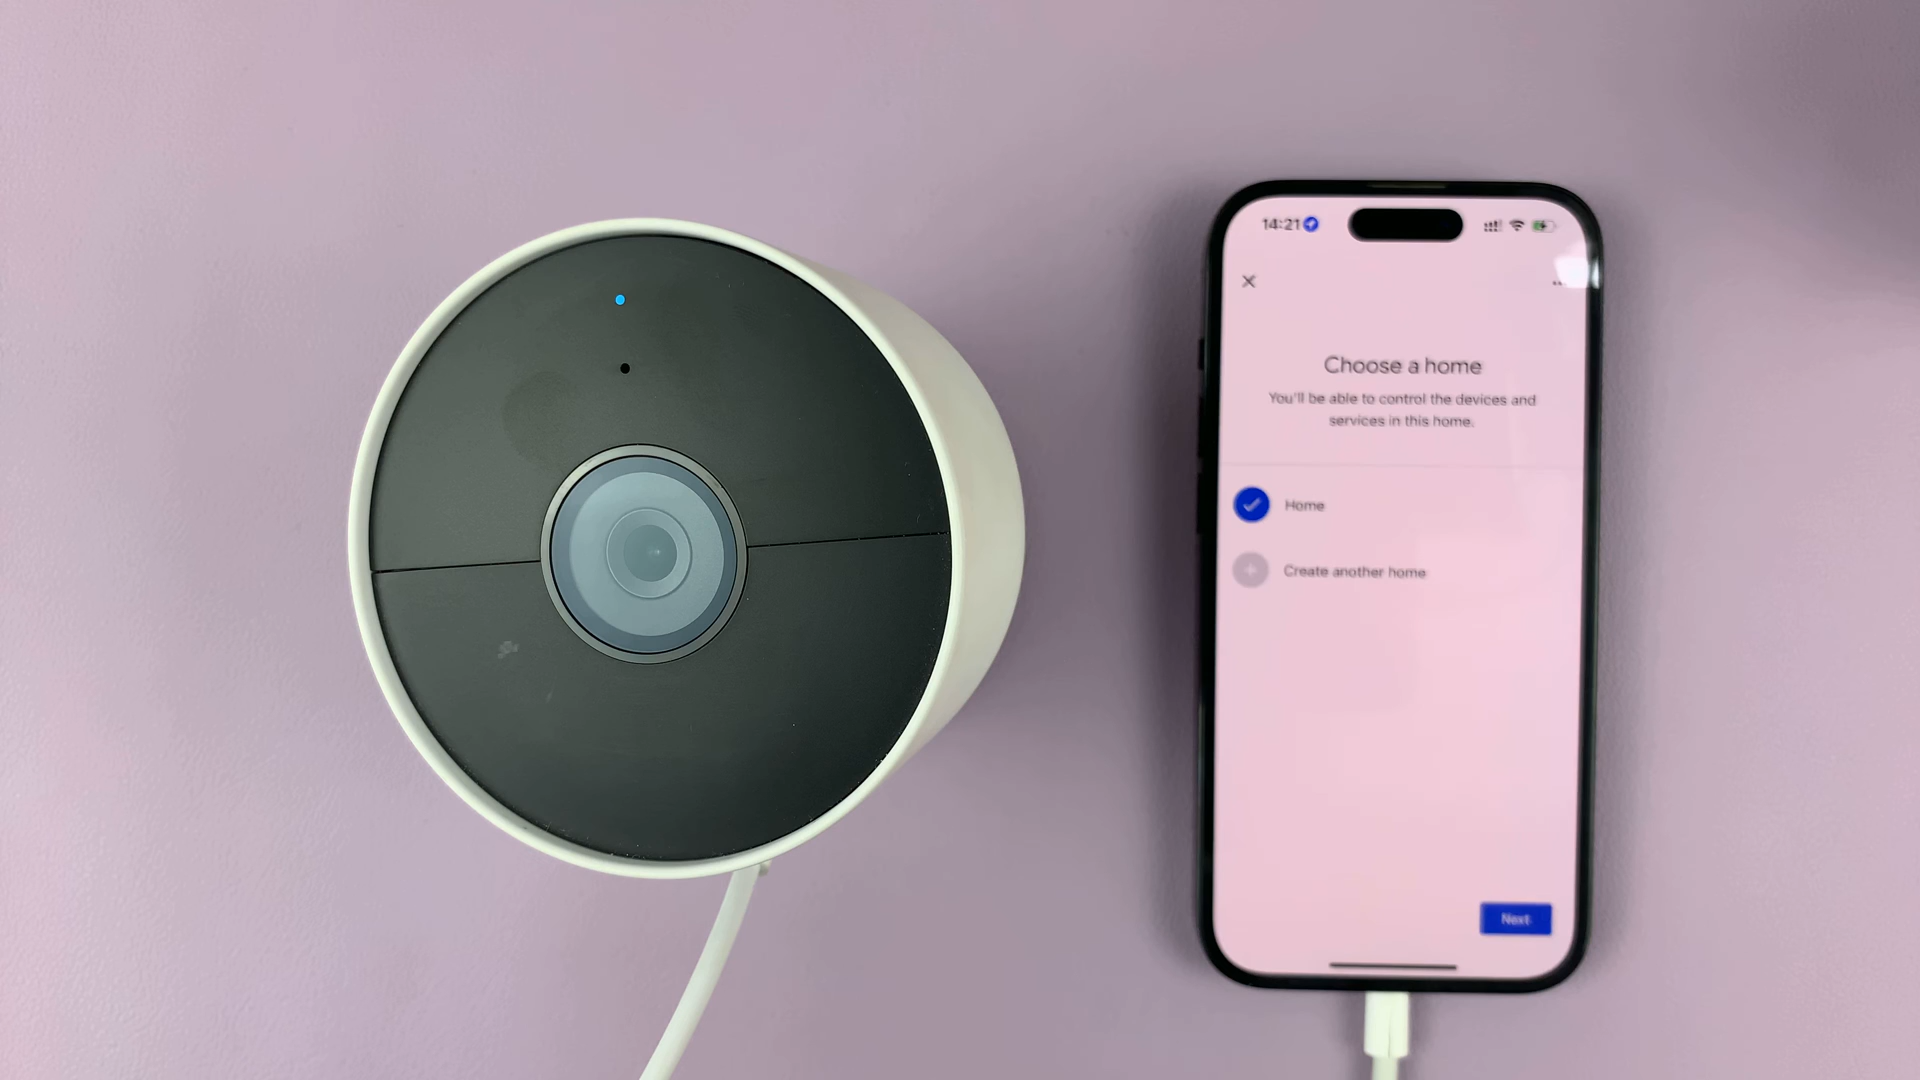 14:21
Choose a home
You'll be able to control the devices and
services in this home.
Home
Create another home
Next